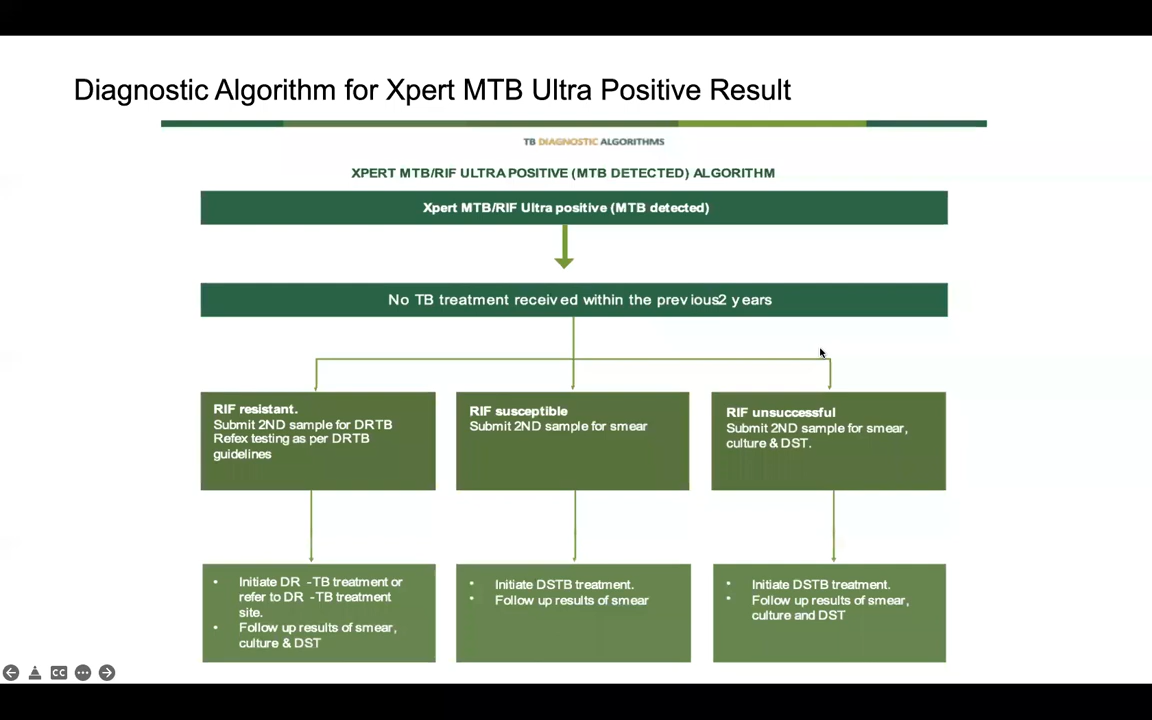 Diagnostic Algorithm for Xpert MTB Ultra Positive Result
TB DIAGNOSTIC ALGORITHMS
XPERT MTB/RIF ULTRA POSITIVE (MTB DETECTED) ALGORITHM
Xpert MTB/RIF Ultra positive (MTB detected)
No TB treatment received within the previous2 years
RIF resistant.
Submit 2ND sample for DRTB
Refex testing as per DRTB
guidelines
RIF susceptible
Submit 2ND sample for smear
RIF unsuccessful
Submit 2ND sample for smear,
culture & DST.
• Initiate DR -TB treatment or
refer to DR -TB treatment
site.
• Follow up results of smear,
culture & DST
• Initiate DSTB treatment.
• Follow up results of smear
• Initiate DSTB treatment.
• Follow up results of smear,
culture and DST
CC